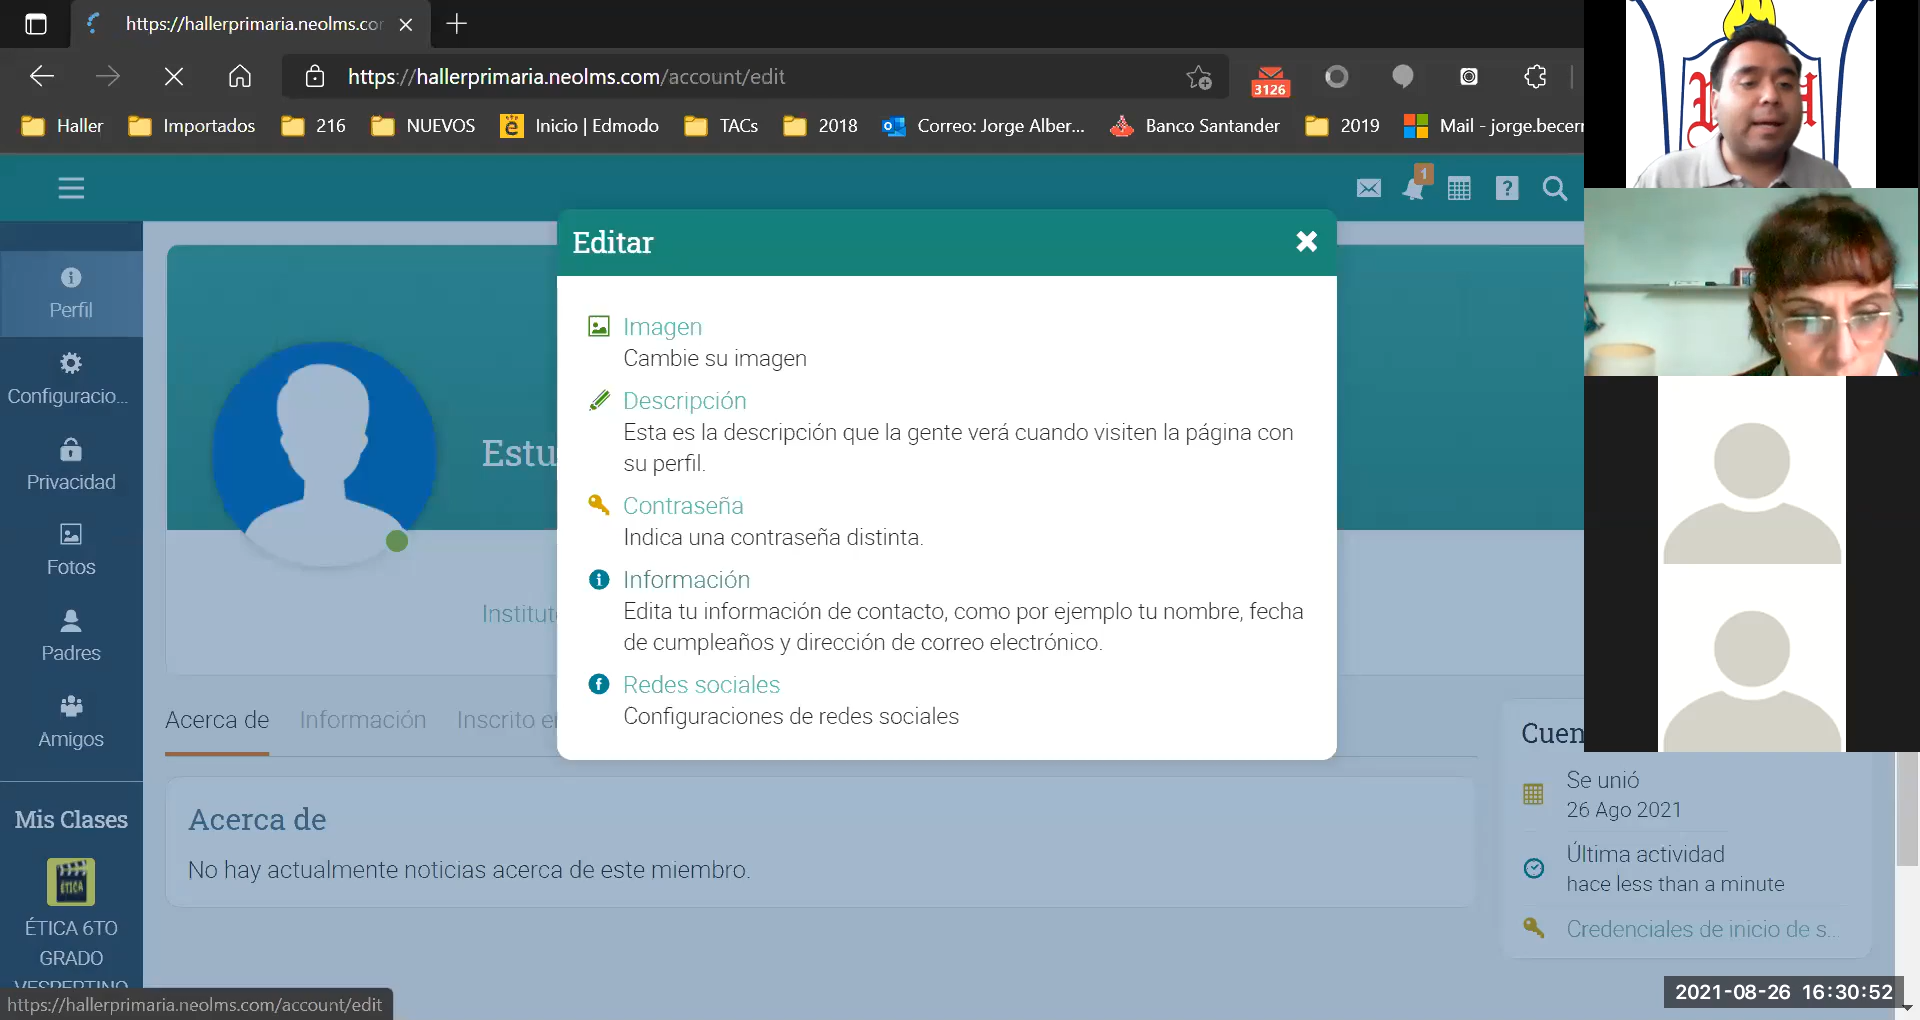 https://hallerprimaria.neolms.co
https://hallerprimaria.neolms.com/account/edit
3126
Haller
Importados
216
NUEVOS
Inicio | Edmodo
TACs
2018
Correo: Jorge Alber...
Banco Santander
2019
Mail - jorge.becerr
1
Editar
Imagen
Cambie su imagen
Descripción
Esta es la descripción que la gente verá cuando visiten la página con
su perfil.
Contraseña
Indica una contraseña distinta.
Información
Edita tu información de contacto, como por ejemplo tu nombre, fecha
de cumpleaños y dirección de correo electrónico.
Redes sociales
Configuraciones de redes sociales
Perfil
Configuracio...
Privacidad
Fotos
Padres
Amigos
Mis Clases
ÉTICA
ÉTICA 6TO
GRADO
VESPERTINO
Estu
Institut
Acerca de
Información
Inscrito e
Acerca de
No hay actualmente noticias acerca de este miembro.
Cuen
Se unió
26 Ago 2021
Última actividad
hace less than a minute
Credenciales de inicio de s...
https://hallerprimaria.neolms.com/account/edit
2021-08-26 16:30:52